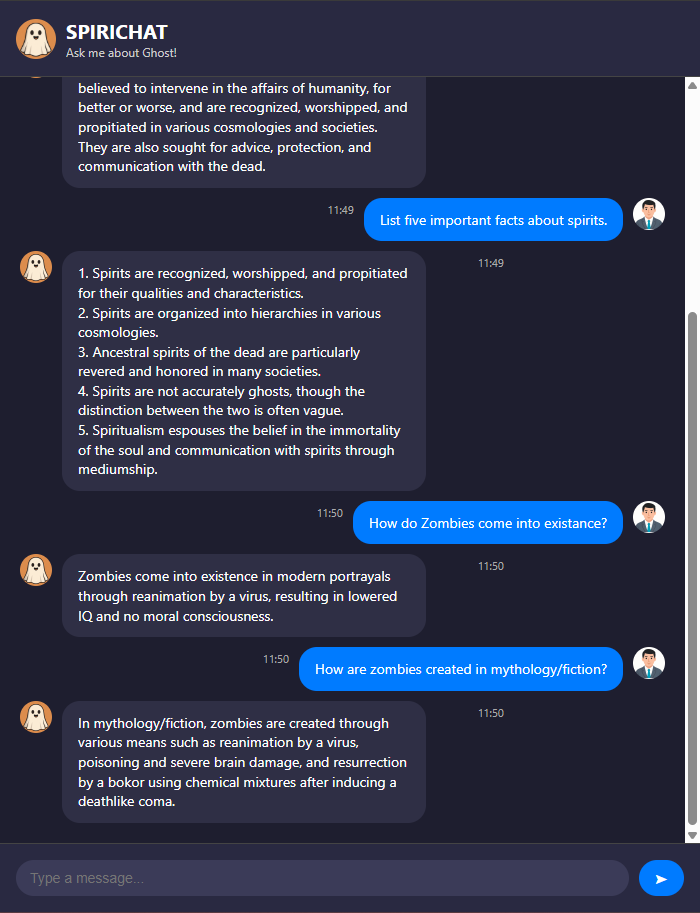 SPIRICHAT
Ask me about Ghost!
believed to intervene in the affairs of humanity, for
better or worse, and are recognized, worshipped, and
propitiated in various cosmologies and societies.
They are also sought for advice, protection, and
communication with the dead.
11:49
List five important facts about spirits.
11:49
1. Spirits are recognized, worshipped, and propitiated
for their qualities and characteristics.
2. Spirits are organized into hierarchies in various
cosmologies.
3. Ancestral spirits of the dead are particularly
revered and honored in many societies.
4. Spirits are not accurately ghosts, though the
distinction between the two is often vague.
5. Spiritualism espouses the belief in the immortality
of the soul and communication with spirits through
mediumship.
11:50
How do Zombies come into existance?
11:50
Zombies come into existence in modern portrayals
through reanimation by a virus, resulting in lowered
IQ and no moral consciousness.
11:50
How are zombies created in mythology/fiction?
11:50
In mythology/fiction, zombies are created through
various means such as reanimation by a virus,
poisoning and severe brain damage, and resurrection
by a bokor using chemical mixtures after inducing a
deathlike coma.
Type a message...